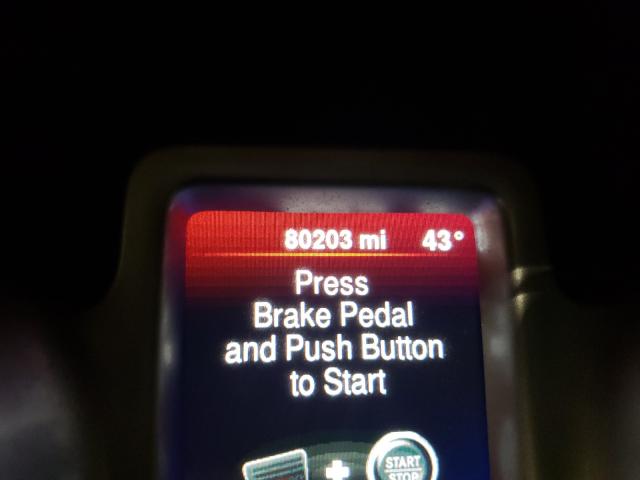 80203 mi 43°
Press
Brake Pedal
and Push Button
to Start
+
START
STOP